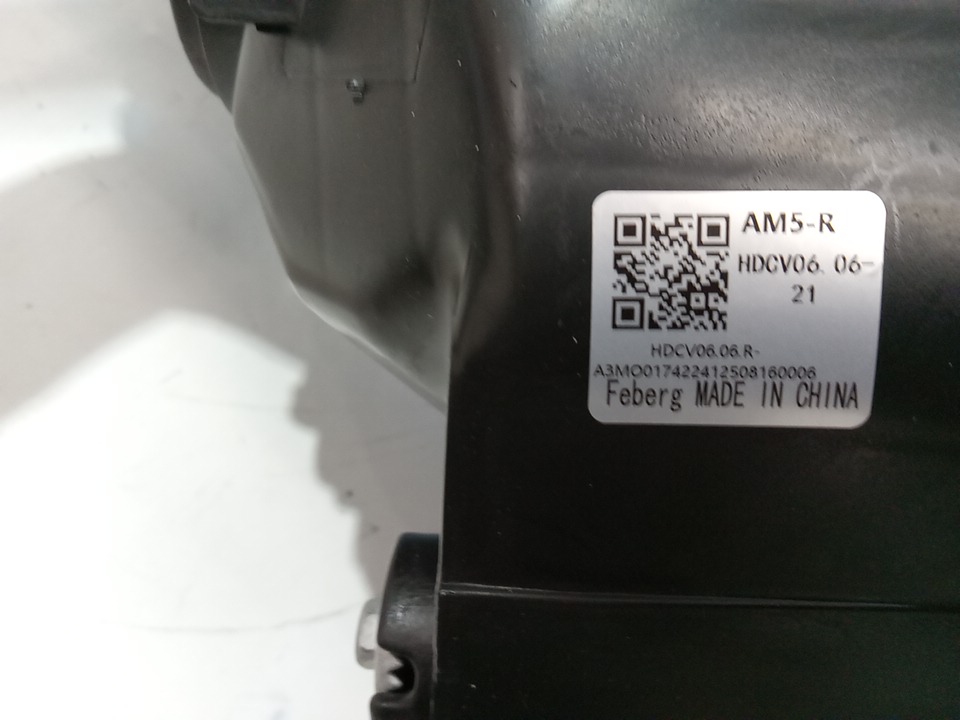 AM5-R
HDCV06. 06-
21
HDCV06.06.R-
A3MO017422412508160006
Feberg MADE IN CHINA